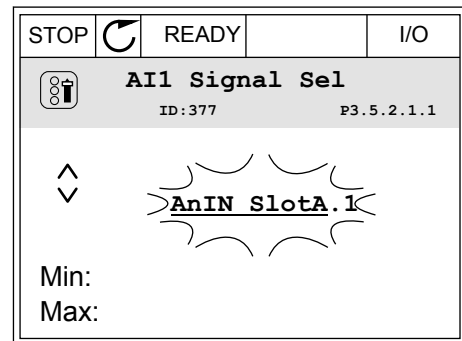 STOP READY I/O
AI1 Signal Sel
ID:377 P3.5.2.1.1
AnIN SlotA.1
Min:
Max: